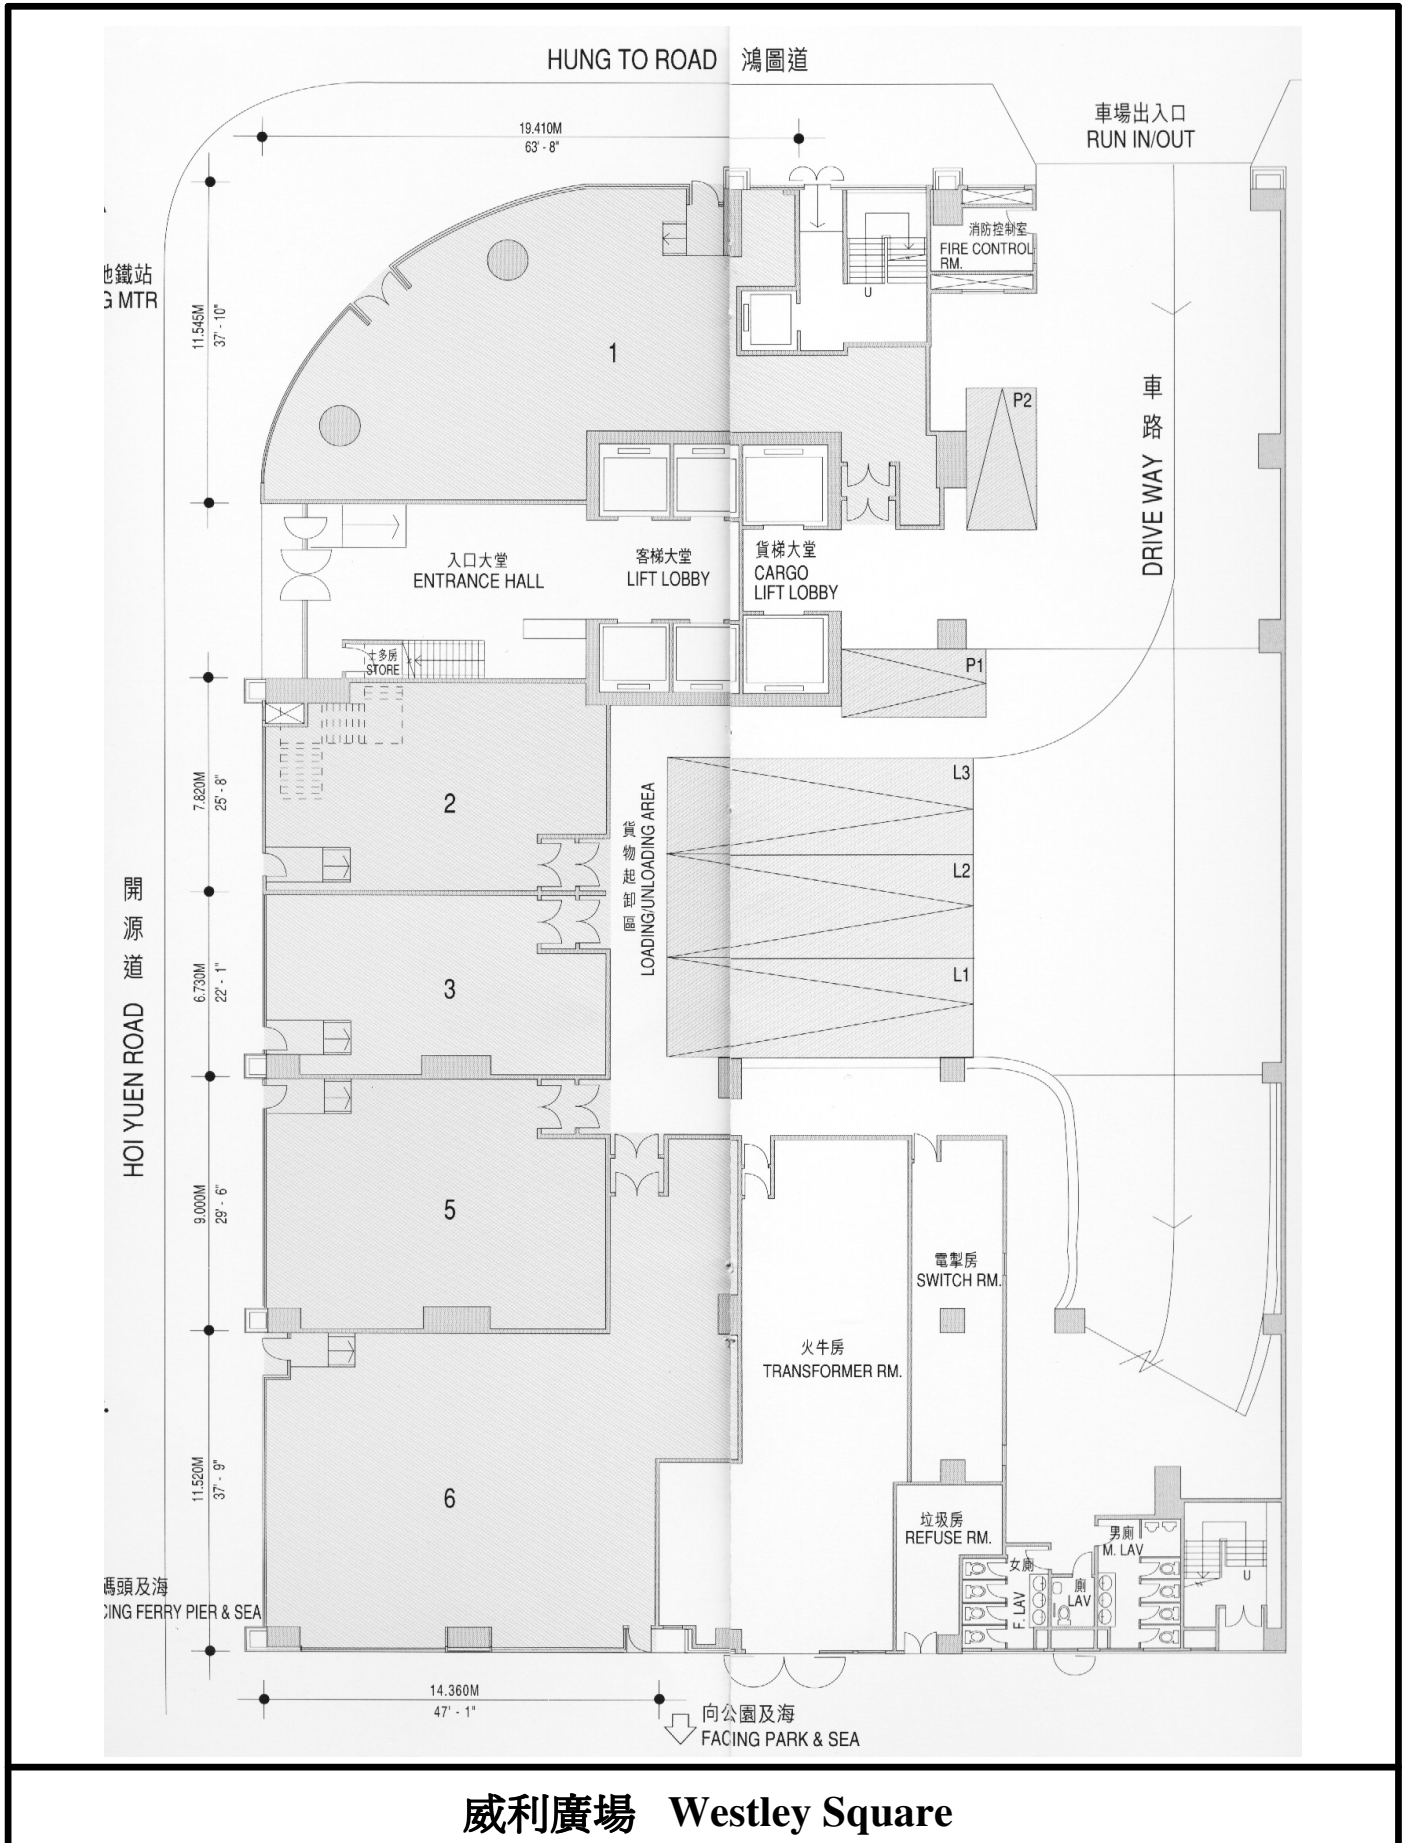 HUNG TO ROAD 鴻圖道
車場出入口
RUN IN/OUT
19.410M
63' - 8"
消防控制室
FIRE CONTROL
RM.
地鐵站
G MTR
11.545M
37' - 10"
U
1
P2
車路
DRIVE WAY
入口大堂
ENTRANCE HALL
客梯大堂
LIFT LOBBY
貨梯大堂
CARGO
LIFT LOBBY
士多房
STORE
P1
7.820M
25' - 8"
2
L3
貨物起卸區
LOADING/UNLOADING AREA
L2
開源道
HOI YUEN ROAD
6.730M
22' - 1"
3
L1
9.000M
29' - 6"
5
電掣房
SWITCH RM.
火牛房
TRANSFORMER RM.
11.520M
37' - 9"
6
垃圾房
REFUSE RM.
男廁
M. LAV
女廁
F. LAV
廁
LAV
U
碼頭及海
CING FERRY PIER & SEA
14.360M
47' - 1"
向公園及海
FACING PARK & SEA
威利廣場 Westley Square